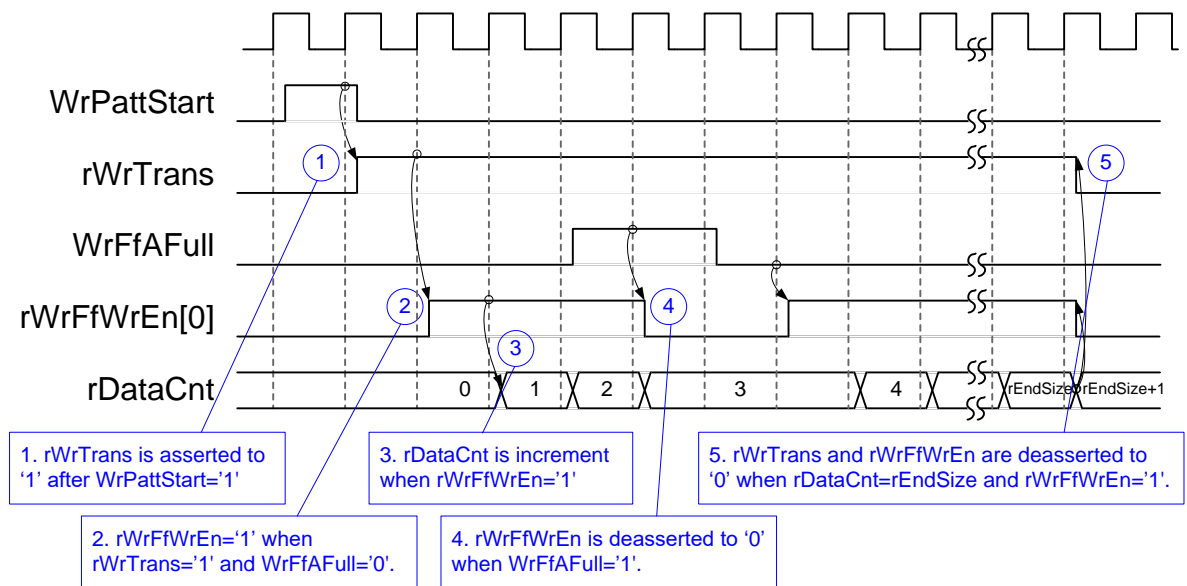 WrPattStart
rWrTrans
1
5
WrFfAFull
rWrFfWrEn[0]
2
4
3
rDataCnt
0
1
2
3
4
rEndSize
rEndSize+1
1. rWrTrans is asserted to
‘1’ after WrPattStart=’1’
3. rDataCnt is increment
when rWrFfWrEn=’1’
5. rWrTrans and rWrFfWrEn are deasserted to
‘0’ when rDataCnt=rEndSize and rWrFfWrEn=’1’.
2. rWrFfWrEn=‘1’ when
rWrTrans=’1’ and WrFfAFull=’0’.
4. rWrFfWrEn is deasserted to ‘0’
when WrFfAFull=’1’.